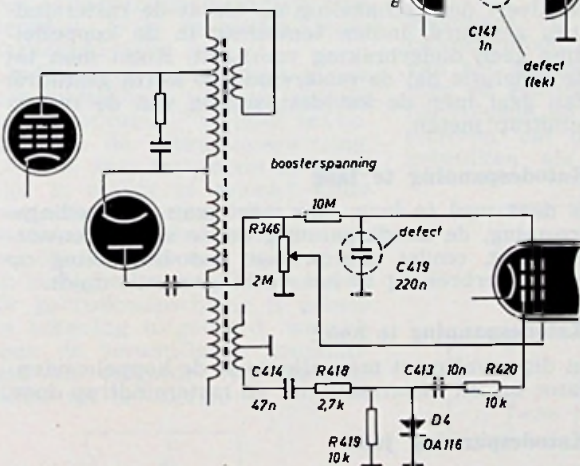 B
C141
1n
defect
(lek)
boosterspanning
10M
R346
defect
C419
220n
2M
C414
R418
C413
10n
R420
47n
2,7k
10k
R419
10k
D4
OA116